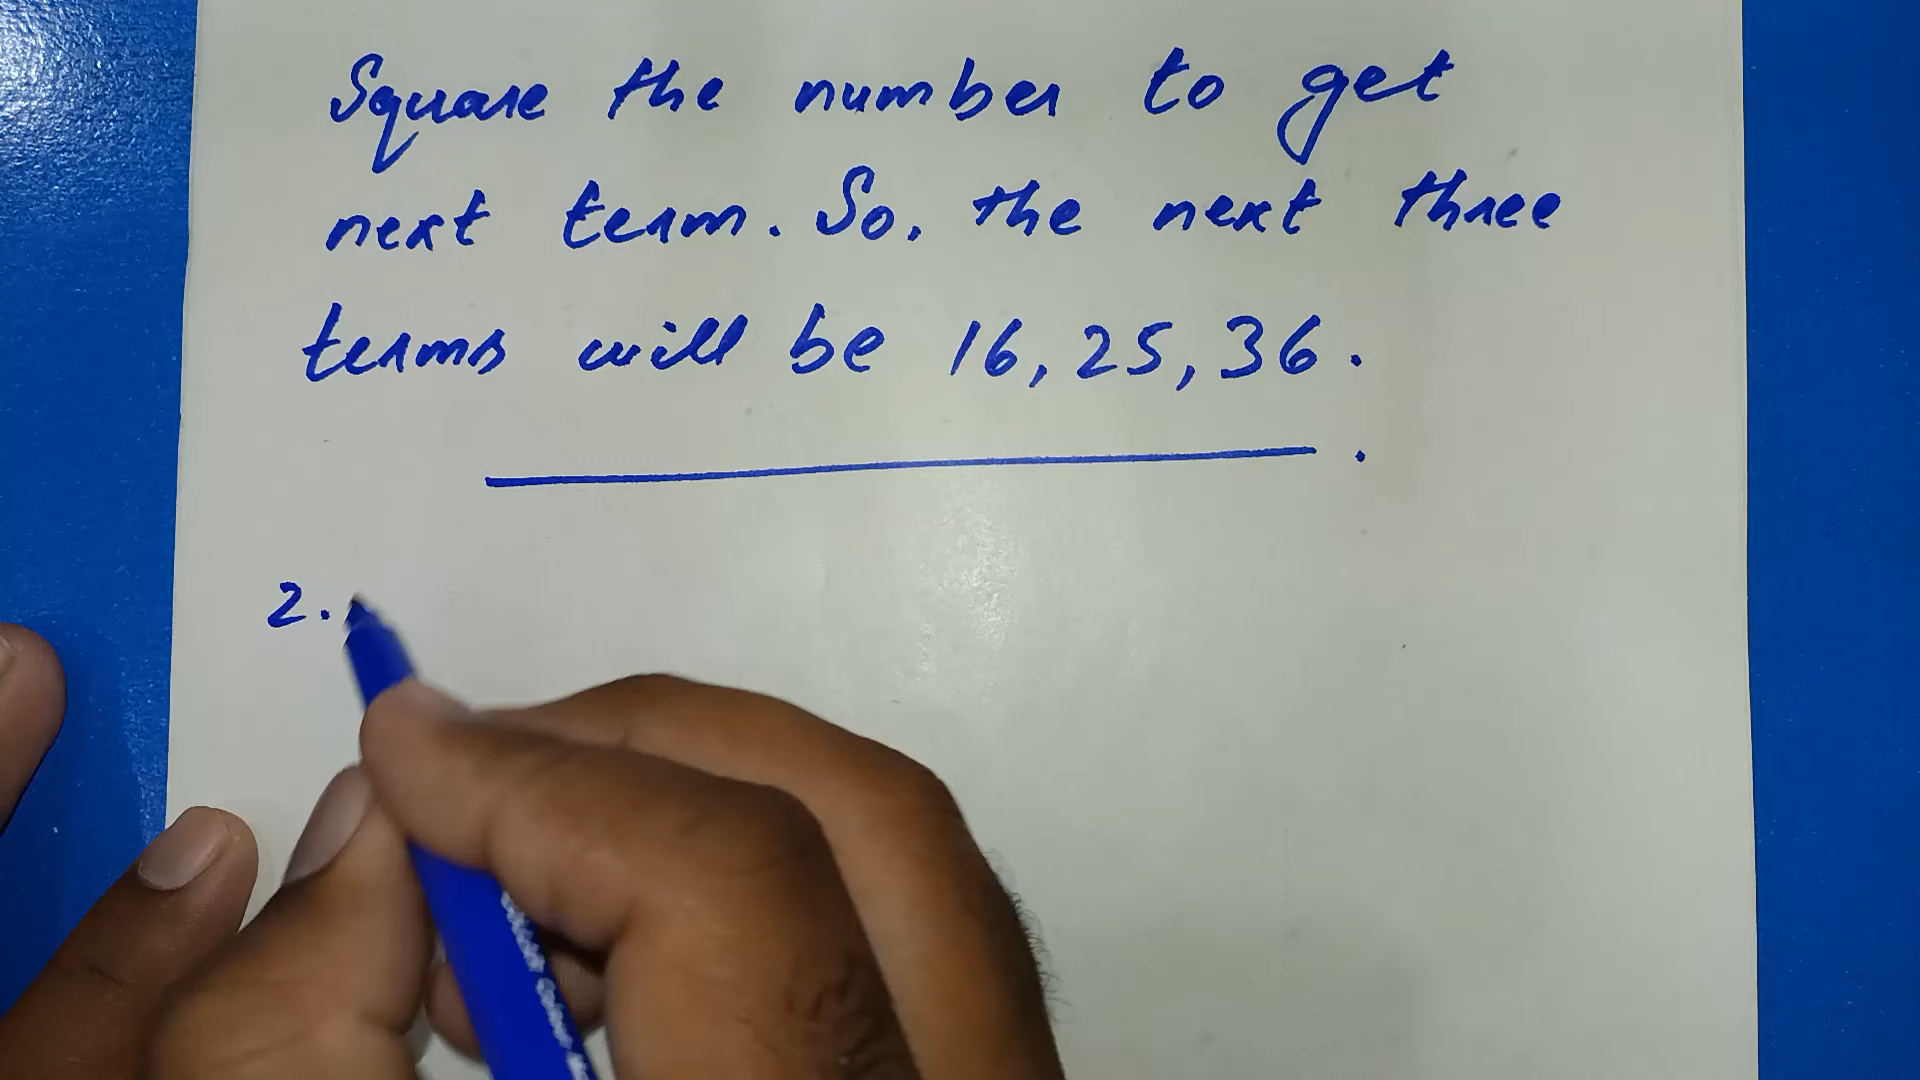 Square the number to get
next term. So, the next three
terms will be 16, 25, 36.
2.